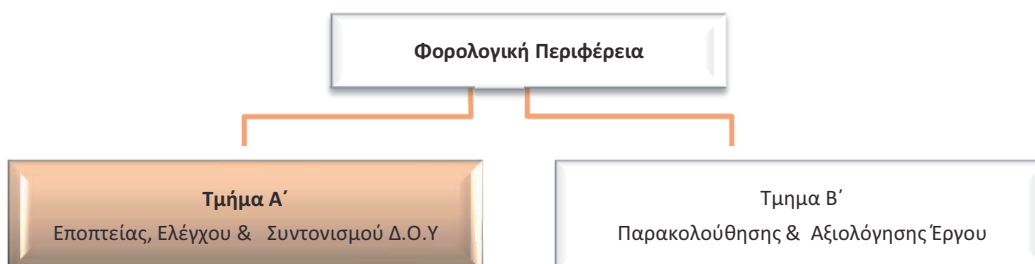 Φορολογική Περιφέρεια
Τμήμα Α΄
Εποπτείας, Ελέγχου & Συντονισμού Δ.Ο.Υ
Τμημα Β΄
Παρακολούθησης & Αξιολόγησης Έργου